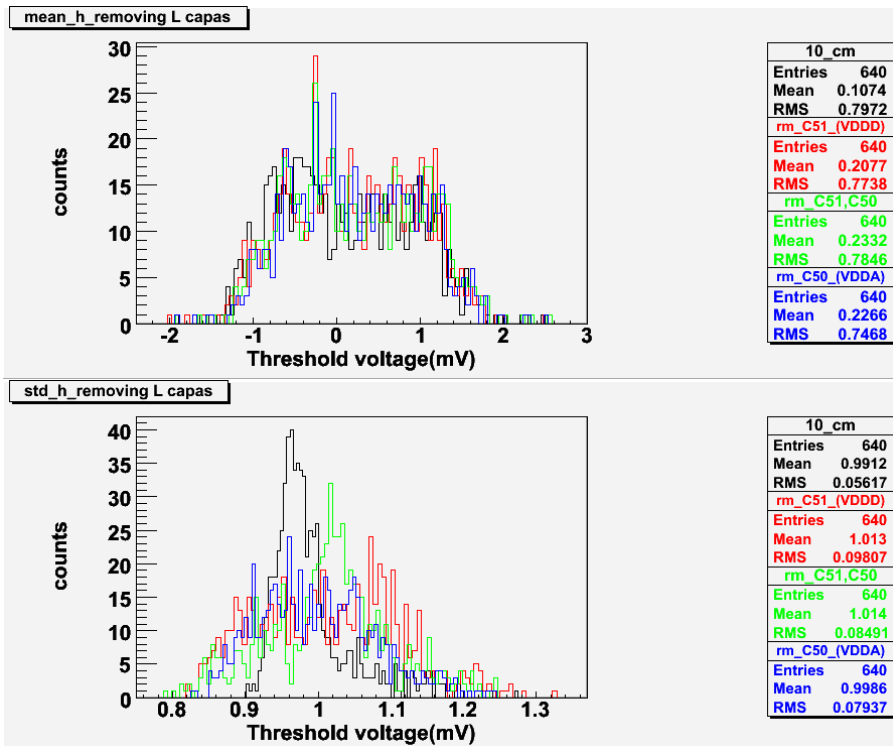 mean_h_removing L capas
30
25
20
15
10
5
0
counts
-2 -1 0 1 2 3
Threshold voltage(mV)
10_cm
Entries 640
Mean 0.1074
RMS 0.7972
rm_C51_(VDDD)
Entries 640
Mean 0.2077
RMS 0.7738
rm_C51,C50
Entries 640
Mean 0.2332
RMS 0.7846
rm_C50_(VDDA)
Entries 640
Mean 0.2266
RMS 0.7468
std_h_removing L capas
40
35
30
25
20
15
10
5
0
counts
0.8 0.9 1 1.1 1.2 1.3
Threshold voltage(mV)
10_cm
Entries 640
Mean 0.9912
RMS 0.05617
rm_C51_(VDDD)
Entries 640
Mean 1.013
RMS 0.09807
rm_C51,C50
Entries 640
Mean 1.014
RMS 0.08491
rm_C50_(VDDA)
Entries 640
Mean 0.9986
RMS 0.07937